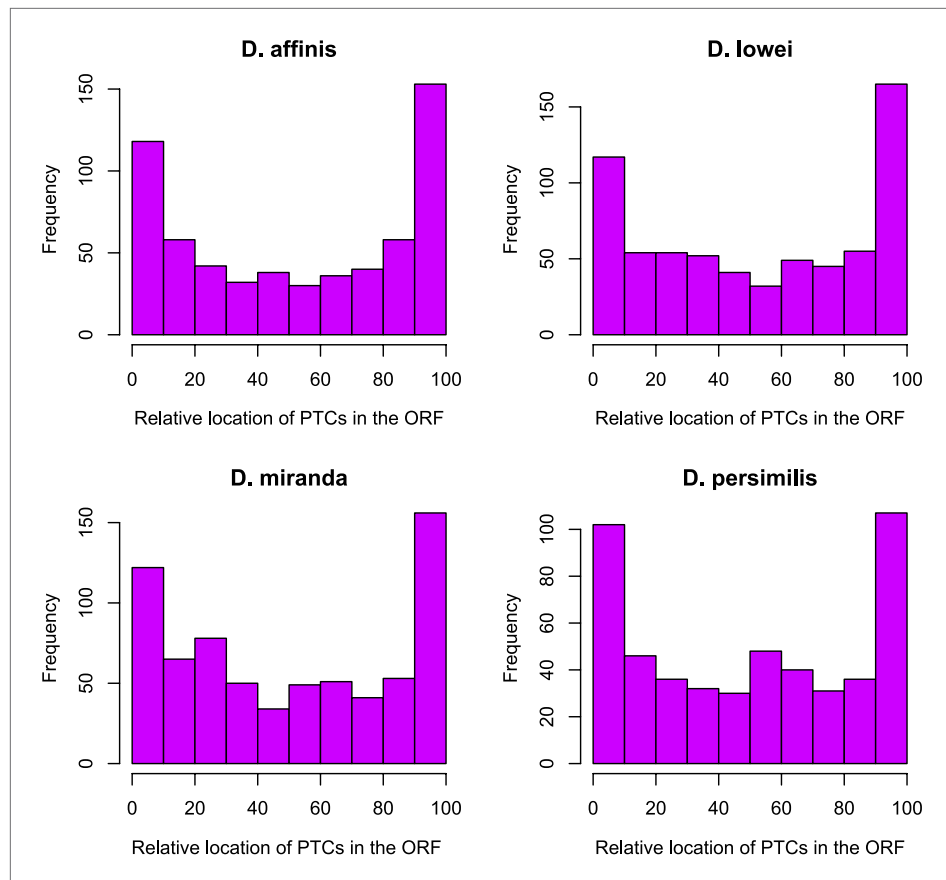 D. affinis
Frequency
0 50 100 150
0 20 40 60 80 100
Relative location of PTCs in the ORF
D. lowei
Frequency
0 50 100 150
0 20 40 60 80 100
Relative location of PTCs in the ORF
D. miranda
Frequency
0 50 100 150
0 20 40 60 80 100
Relative location of PTCs in the ORF
D. persimilis
Frequency
0 20 40 60 80 100
0 20 40 60 80 100
Relative location of PTCs in the ORF